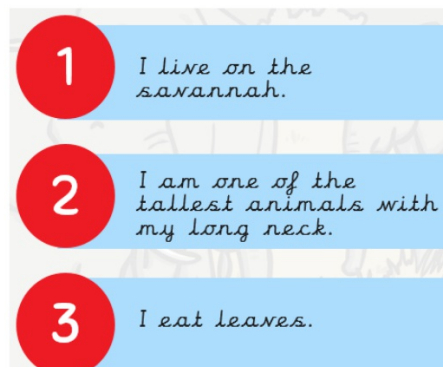 1
I live on the
savannah.
2
I am one of the
tallest animals with
my long neck.
3
I eat leaves.